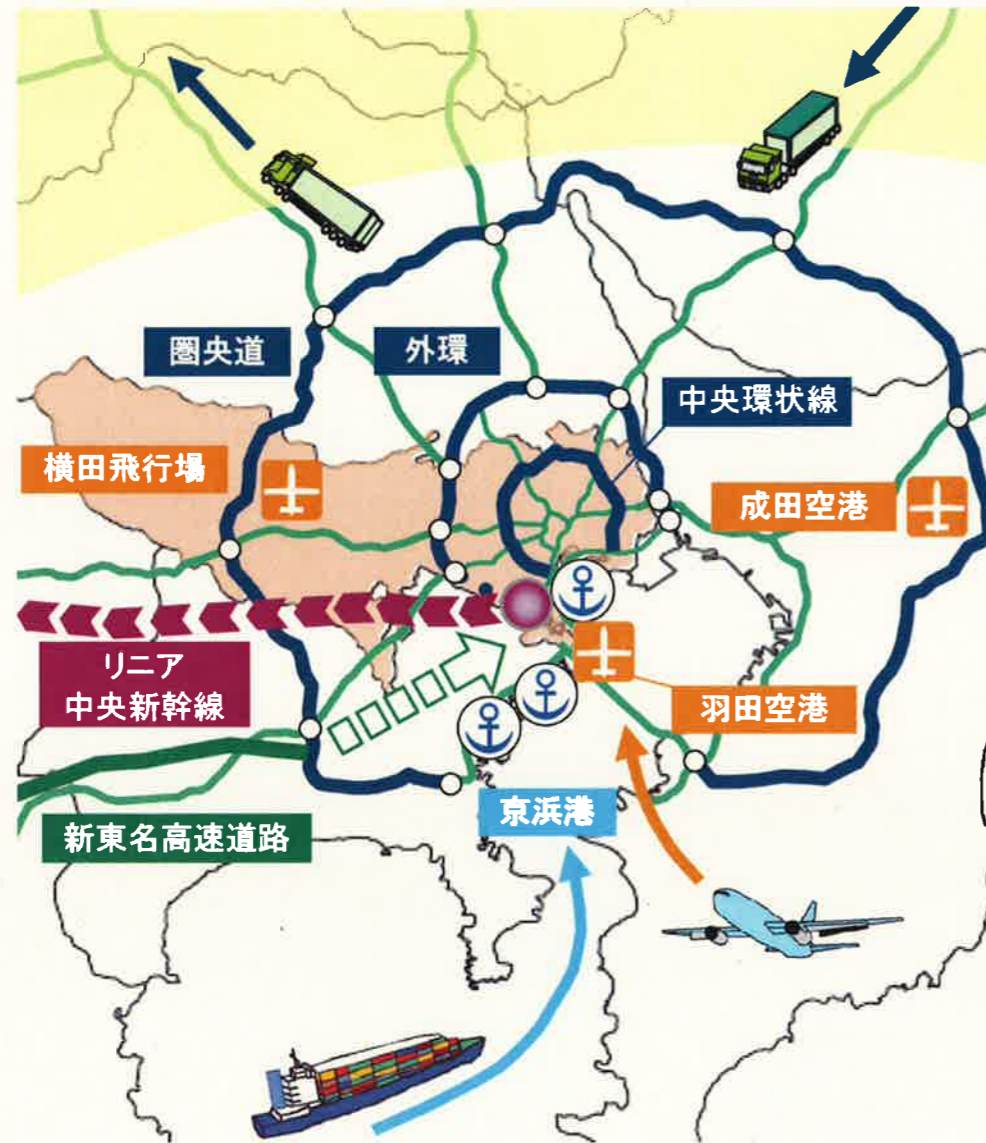 圏央道
外環
中央環状線
横田飛行場
成田空港
リニア
中央新幹線
羽田空港
京浜港
新東名高速道路